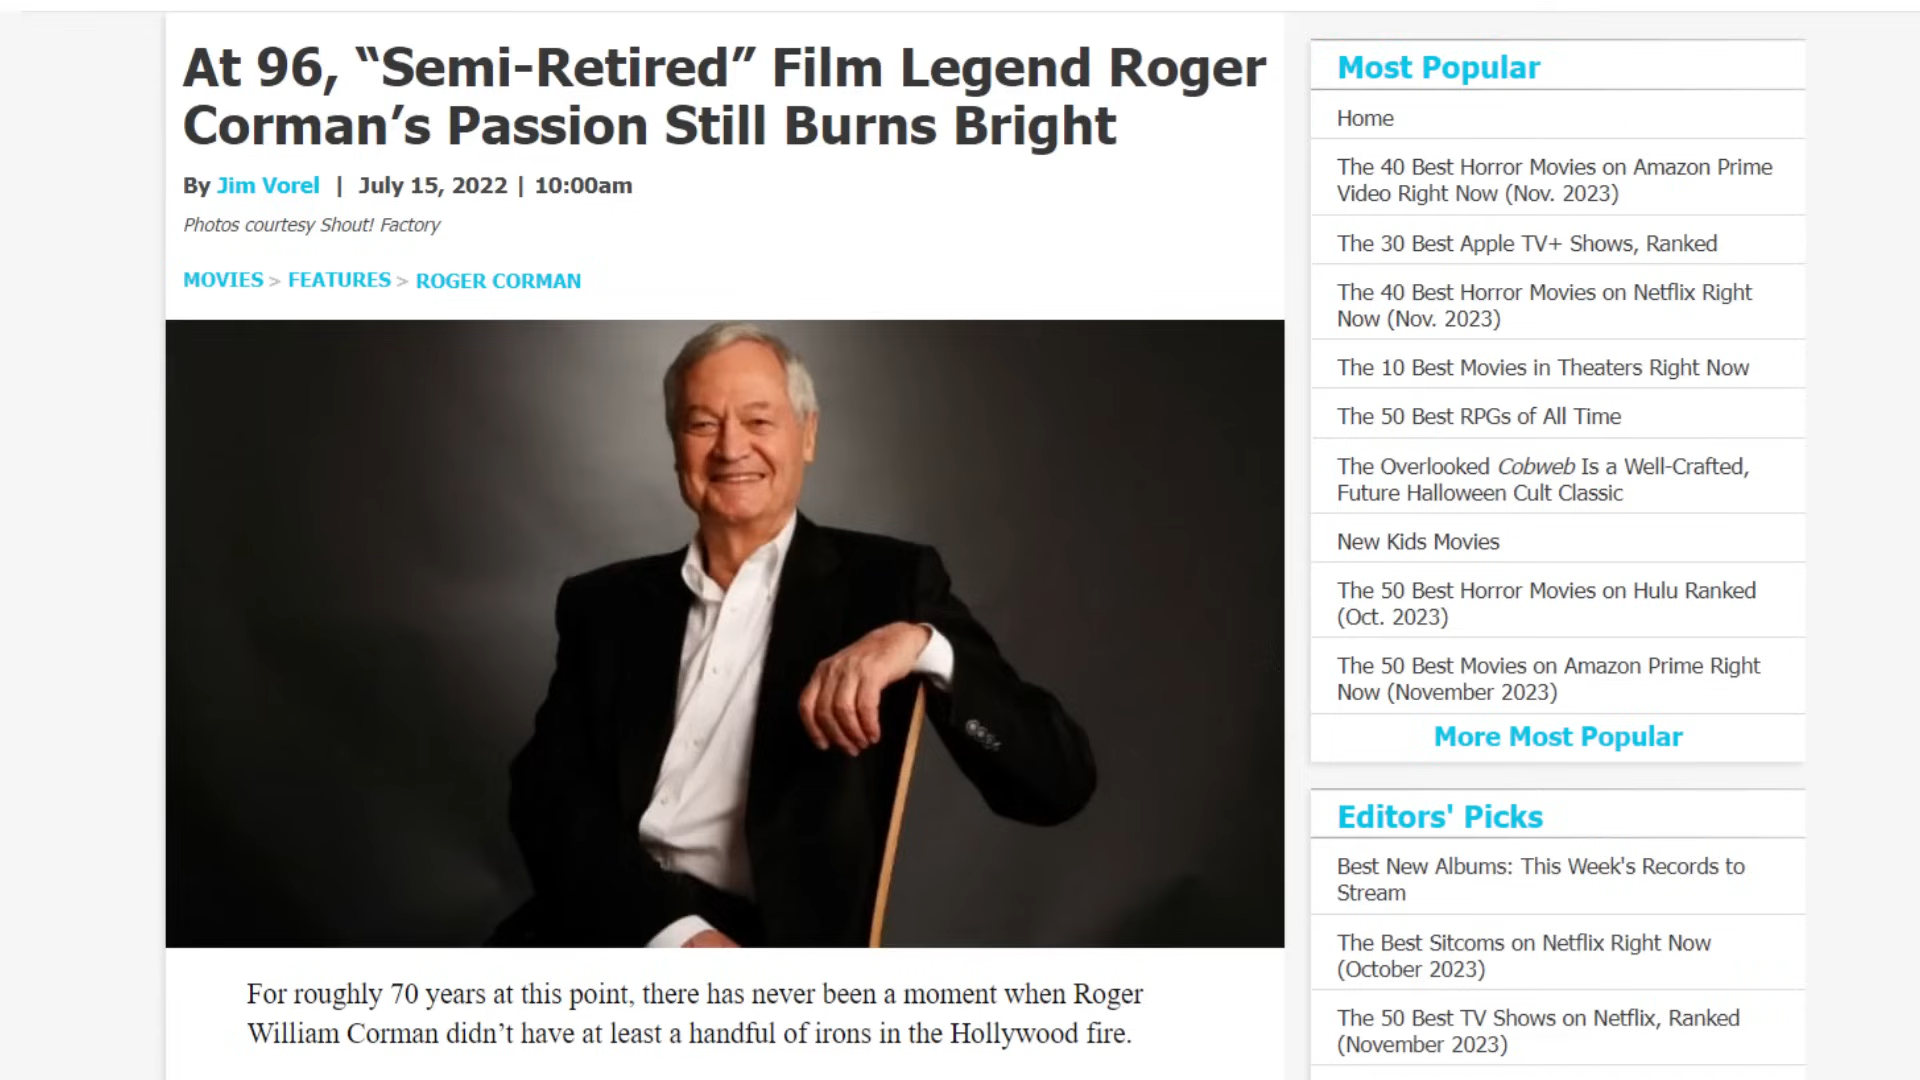 At 96, “Semi-Retired” Film Legend Roger
Corman’s Passion Still Burns Bright
By Jim Vorel | July 15, 2022 | 10:00am
Photos courtesy Shout! Factory
MOVIES > FEATURES > ROGER CORMAN
For roughly 70 years at this point, there has never been a moment when Roger
William Corman didn’t have at least a handful of irons in the Hollywood fire.
Most Popular
Home
The 40 Best Horror Movies on Amazon Prime
Video Right Now (Nov. 2023)
The 30 Best Apple TV+ Shows, Ranked
The 40 Best Horror Movies on Netflix Right
Now (Nov. 2023)
The 10 Best Movies in Theaters Right Now
The 50 Best RPGs of All Time
The Overlooked Cobweb Is a Well-Crafted,
Future Halloween Cult Classic
New Kids Movies
The 50 Best Horror Movies on Hulu Ranked
(Oct. 2023)
The 50 Best Movies on Amazon Prime Right
Now (November 2023)
More Most Popular
Editors' Picks
Best New Albums: This Week's Records to
Stream
The Best Sitcoms on Netflix Right Now
(October 2023)
The 50 Best TV Shows on Netflix, Ranked
(November 2023)